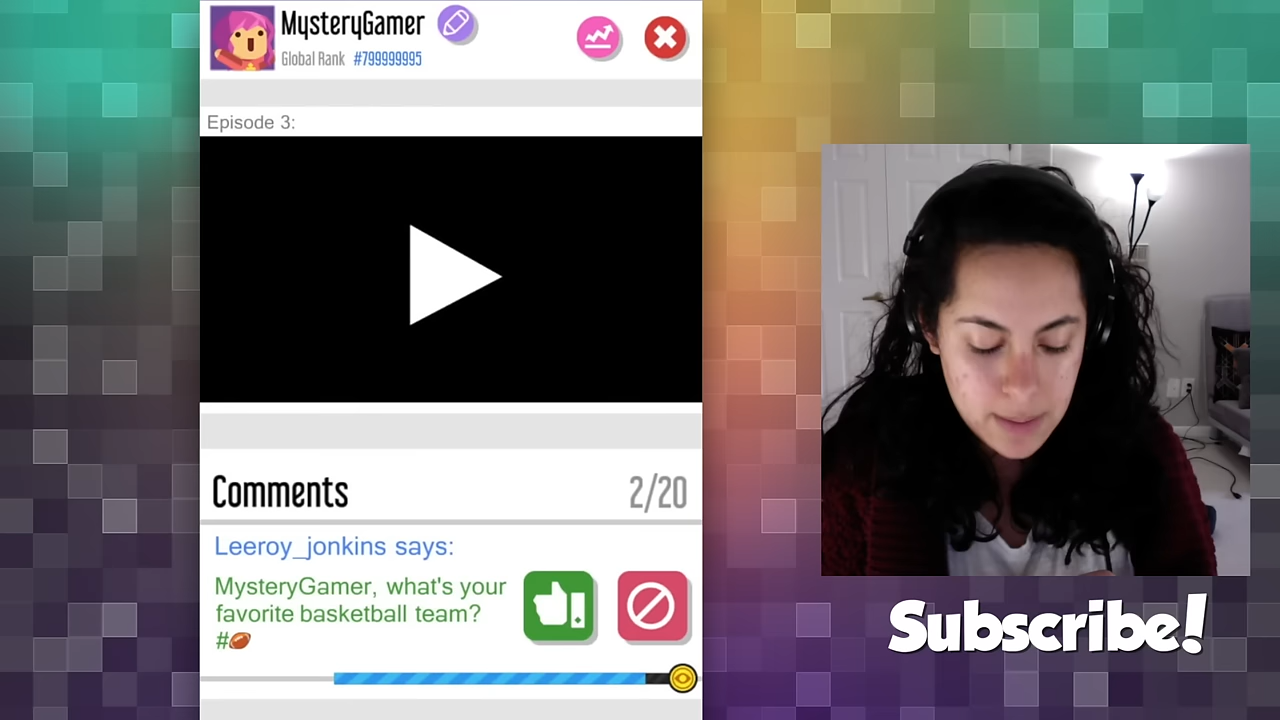 MysteryGamer
Global Rank #799999995
Episode 3:
Comments 2/20
Leeroy_jonkins says:
MysteryGamer, what's your
favorite basketball team?
#🏈
Subscribe!